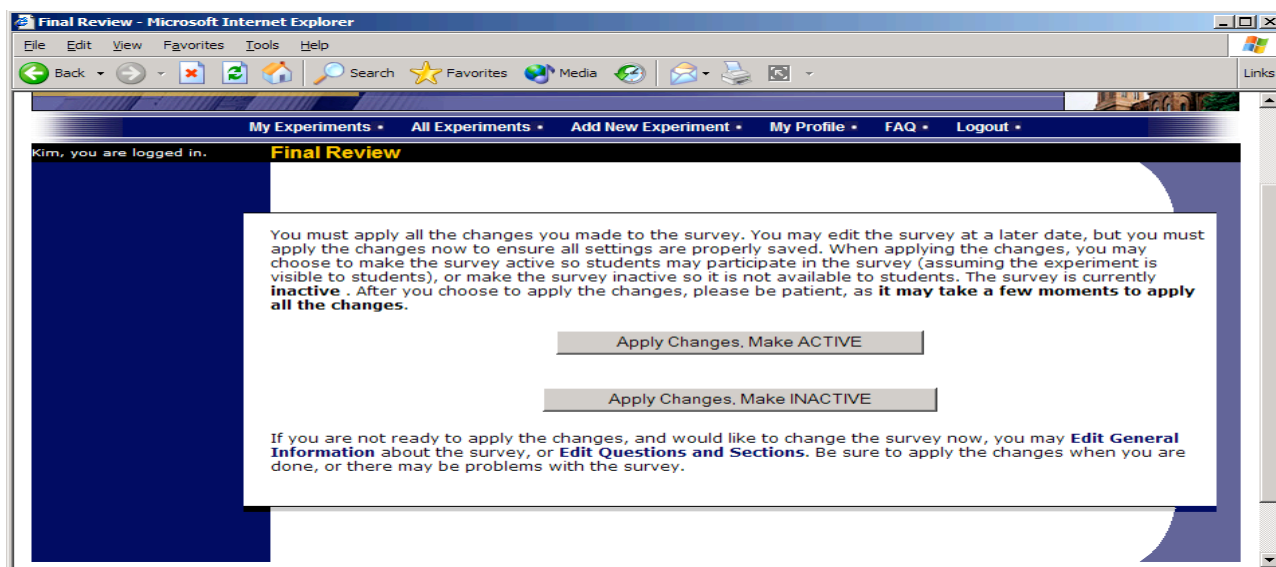 Final Review - Microsoft Internet Explorer
File Edit View Favorites Tools Help
Back Search Favorites Media Links
My Experiments • All Experiments • Add New Experiment • My Profile • FAQ • Logout •
Kim, you are logged in. Final Review
You must apply all the changes you made to the survey. You may edit the survey at a later date, but you must
apply the changes now to ensure all settings are properly saved. When applying the changes, you may
choose to make the survey active so students may participate in the survey (assuming the experiment is
visible to students), or make the survey inactive so it is not available to students. The survey is currently
inactive . After you choose to apply the changes, please be patient, as it may take a few moments to apply
all the changes.
Apply Changes, Make ACTIVE
Apply Changes, Make INACTIVE
If you are not ready to apply the changes, and would like to change the survey now, you may Edit General
Information about the survey, or Edit Questions and Sections. Be sure to apply the changes when you are
done, or there may be problems with the survey.